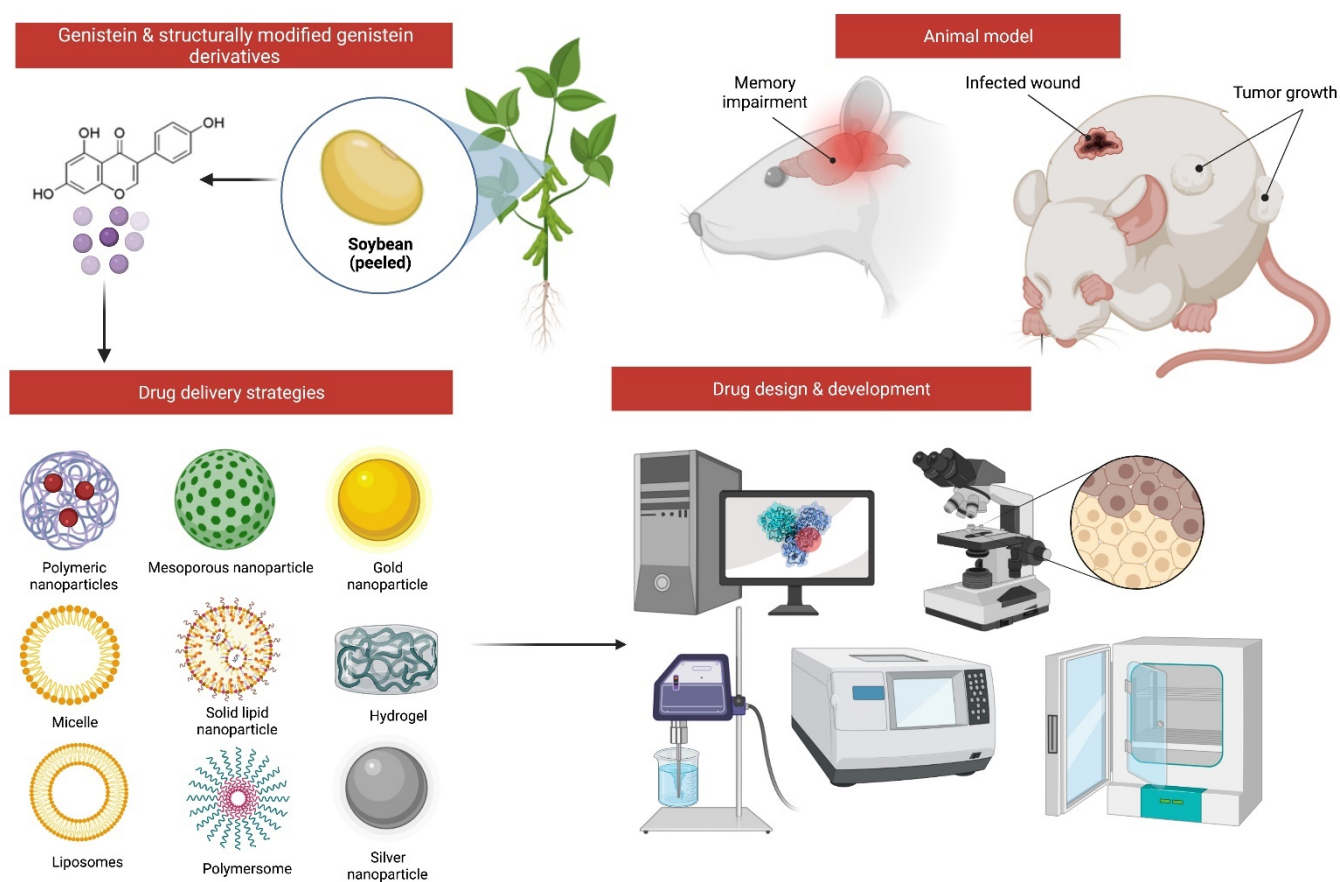 Genistein & structurally modified genistein
derivatives
OH
O
OH
HO
O
Soybean
(peeled)
Animal model
Memory
impairment
Infected wound
Tumor growth
Drug delivery strategies
Polymeric
nanoparticles
Mesoporous nanoparticle
Gold
nanoparticle
Micelle
Solid lipid
nanoparticle
Hydrogel
Liposomes
Polymersome
Silver
nanoparticle
Drug design & development